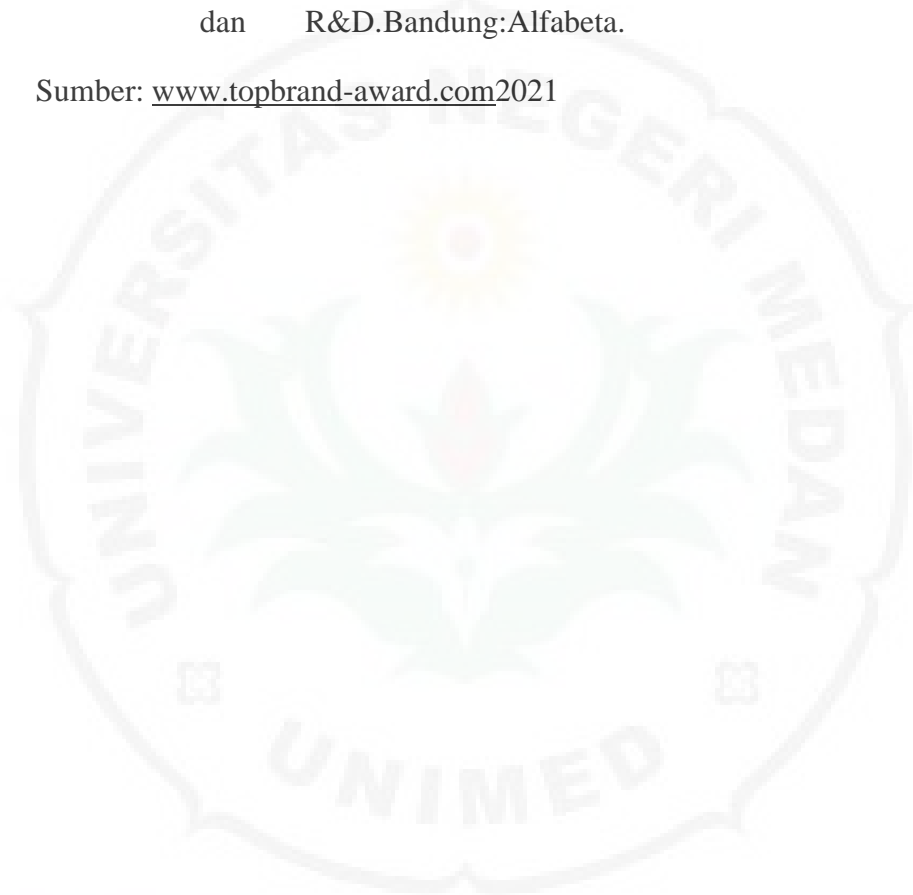 dan R&D.Bandung:Alfabeta.
Sumber: www.topbrand-award.com2021
UNIVERSITAS NEGERI MEDAN
UNIMED